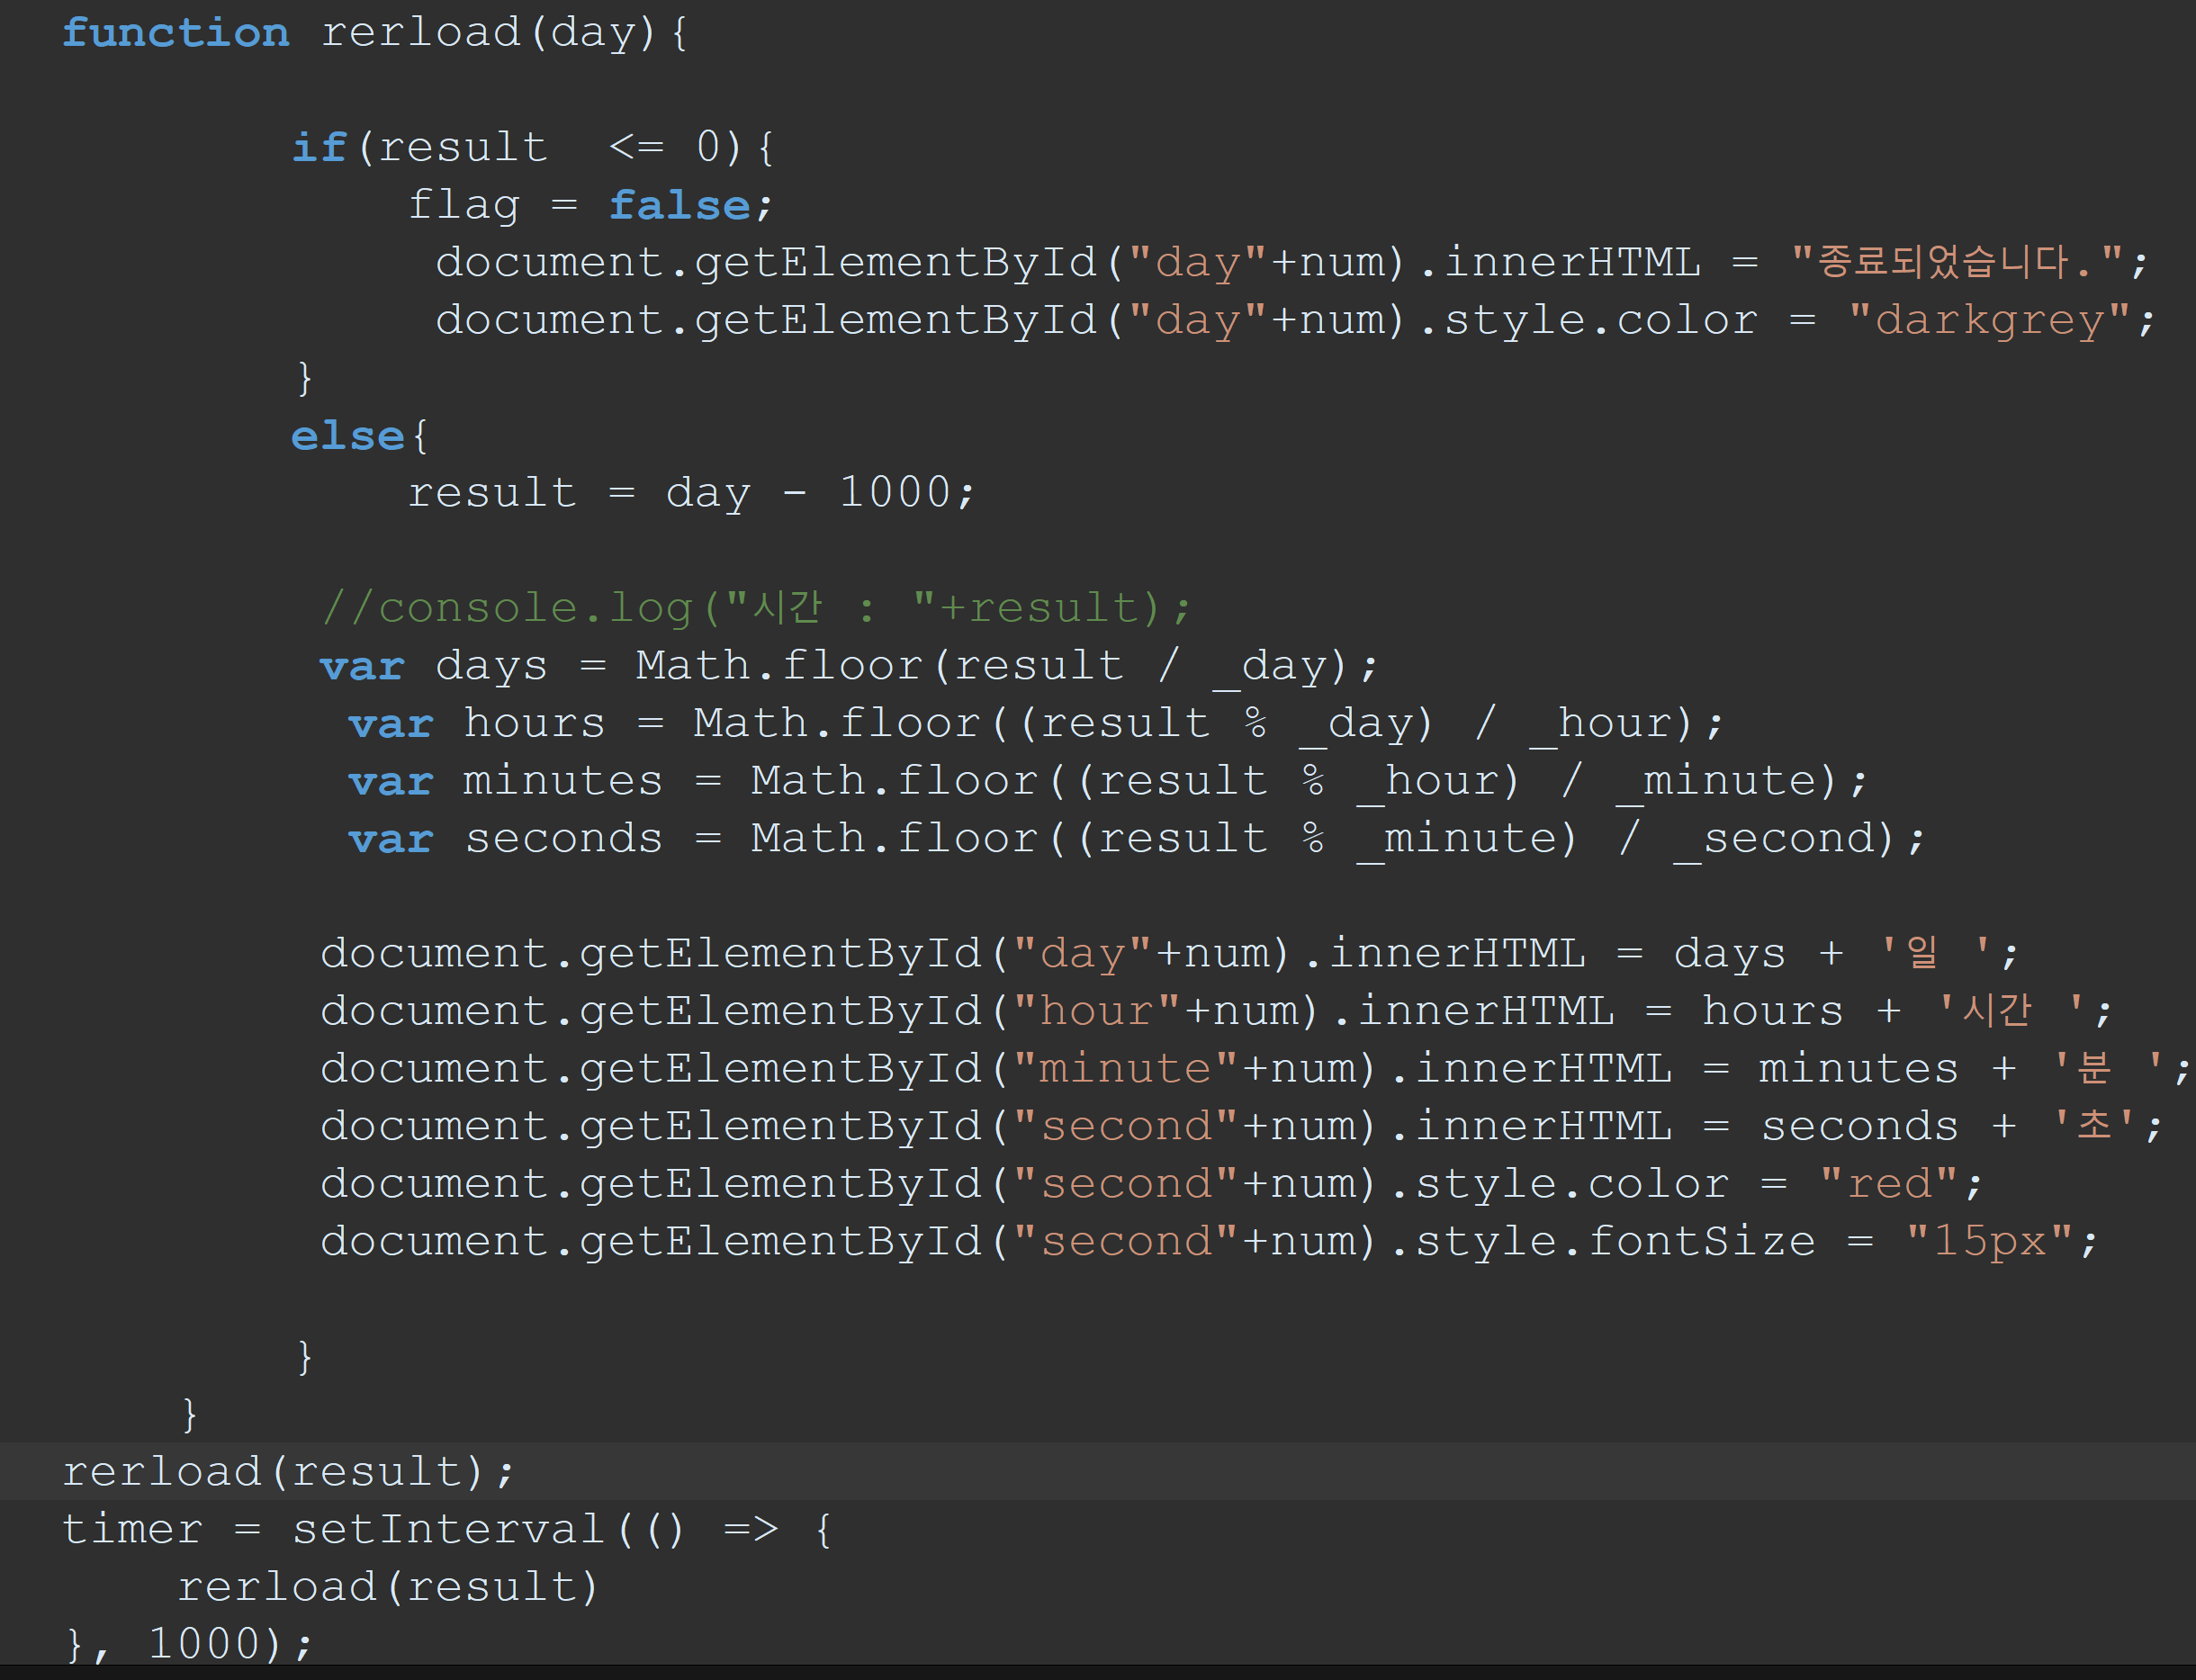 function rerload(day){
if(result  <= 0){
flag = false;
document.getElementById("day"+num).innerHTML = "종료되었습니다.";
document.getElementById("day"+num).style.color = "darkgrey";
}
else{
result = day - 1000;
//console.log("시간 : "+result);
var days = Math.floor(result / _day);
var hours = Math.floor((result % _day) / _hour);
var minutes = Math.floor((result % _hour) / _minute);
var seconds = Math.floor((result % _minute) / _second);
document.getElementById("day"+num).innerHTML = days + '일 ';
document.getElementById("hour"+num).innerHTML = hours + '시간 ';
document.getElementById("minute"+num).innerHTML = minutes + '분 ';
document.getElementById("second"+num).innerHTML = seconds + '초';
document.getElementById("second"+num).style.color = "red";
document.getElementById("second"+num).style.fontSize = "15px";
}
}
rerload(result);
timer = setInterval(() => {
rerload(result)
}, 1000);